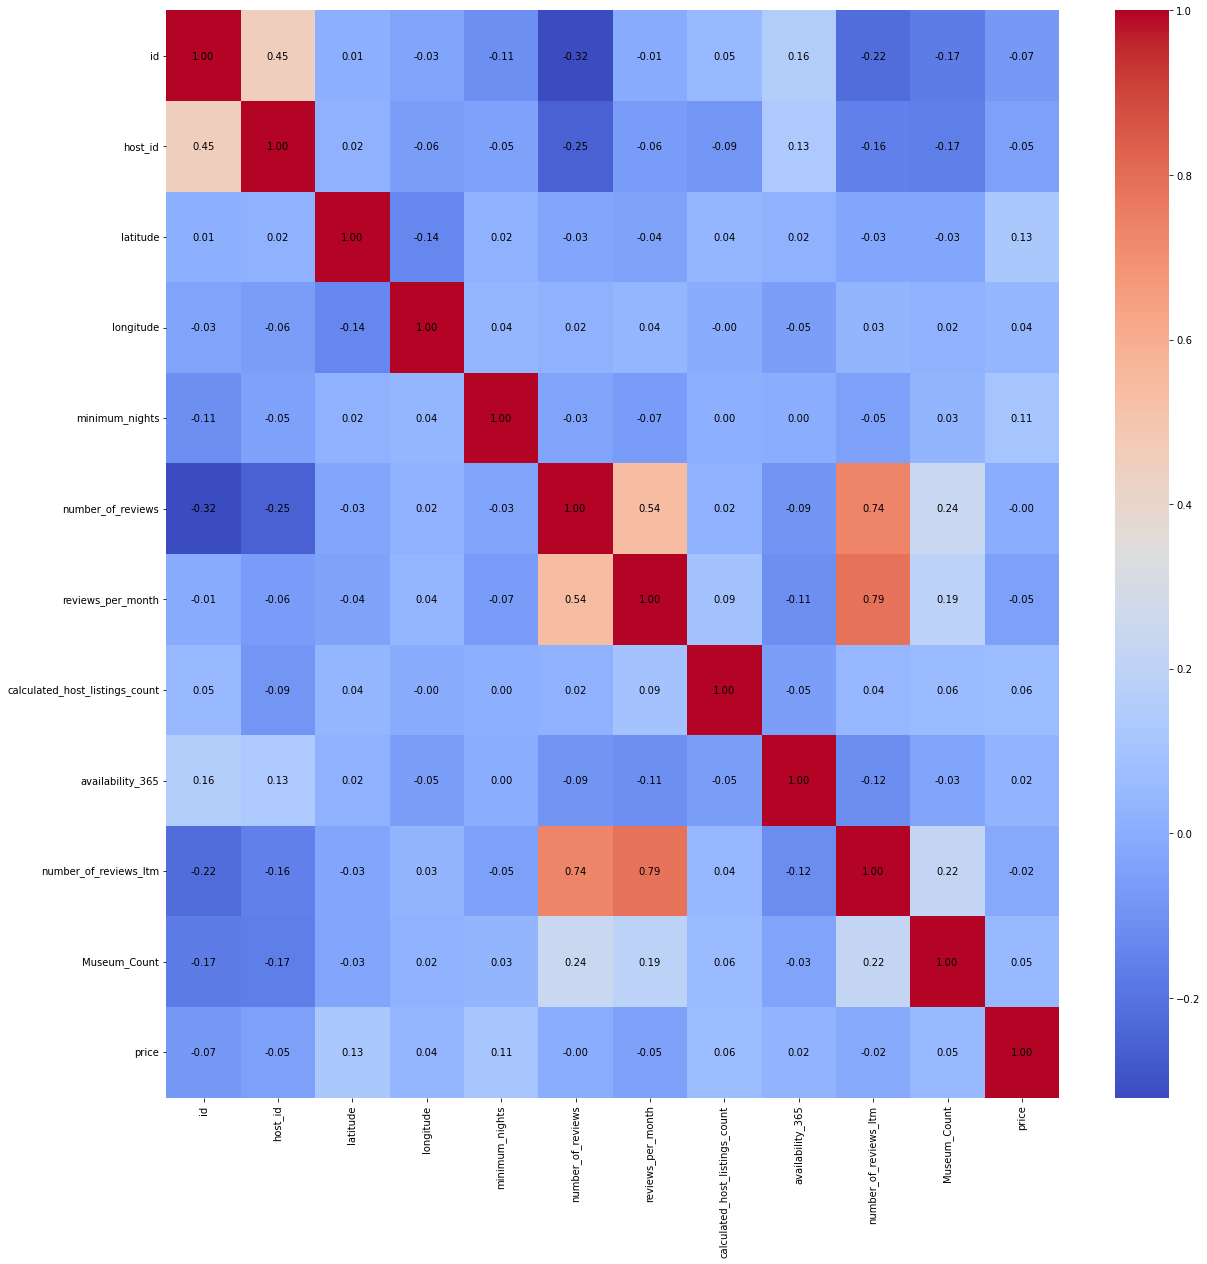 id 1.00 0.45 0.01 -0.03 -0.11 -0.32 -0.01 0.05 0.16 -0.22 -0.17 -0.07
host_id 0.45 1.00 0.02 -0.06 -0.05 -0.25 -0.06 -0.09 0.13 -0.16 -0.17 -0.05
latitude 0.01 0.02 1.00 -0.14 0.02 -0.03 -0.04 0.04 0.02 -0.03 -0.03 0.13
longitude -0.03 -0.06 -0.14 1.00 0.04 0.02 0.04 -0.00 -0.05 0.03 0.02 0.04
minimum_nights -0.11 -0.05 0.02 0.04 1.00 -0.03 -0.07 0.00 0.00 -0.05 0.03 0.11
number_of_reviews -0.32 -0.25 -0.03 0.02 -0.03 1.00 0.54 0.02 -0.09 0.74 0.24 -0.00
reviews_per_month -0.01 -0.06 -0.04 0.04 -0.07 0.54 1.00 0.09 -0.11 0.79 0.19 -0.05
calculated_host_listings_count 0.05 -0.09 0.04 -0.00 0.00 0.02 0.09 1.00 -0.05 0.04 0.06 0.06
availability_365 0.16 0.13 0.02 -0.05 0.00 -0.09 -0.11 -0.05 1.00 -0.12 -0.03 0.02
number_of_reviews_ltm -0.22 -0.16 -0.03 0.03 -0.05 0.74 0.79 0.04 -0.12 1.00 0.22 -0.02
Museum_Count -0.17 -0.17 -0.03 0.02 0.03 0.24 0.19 0.06 -0.03 0.22 1.00 0.05
price -0.07 -0.05 0.13 0.04 0.11 -0.00 -0.05 0.06 0.02 -0.02 0.05 1.00
id
host_id
latitude
longitude
minimum_nights
number_of_reviews
reviews_per_month
calculated_host_listings_count
availability_365
number_of_reviews_ltm
Museum_Count
price
1.0
0.8
0.6
0.4
0.2
0.0
−0.2